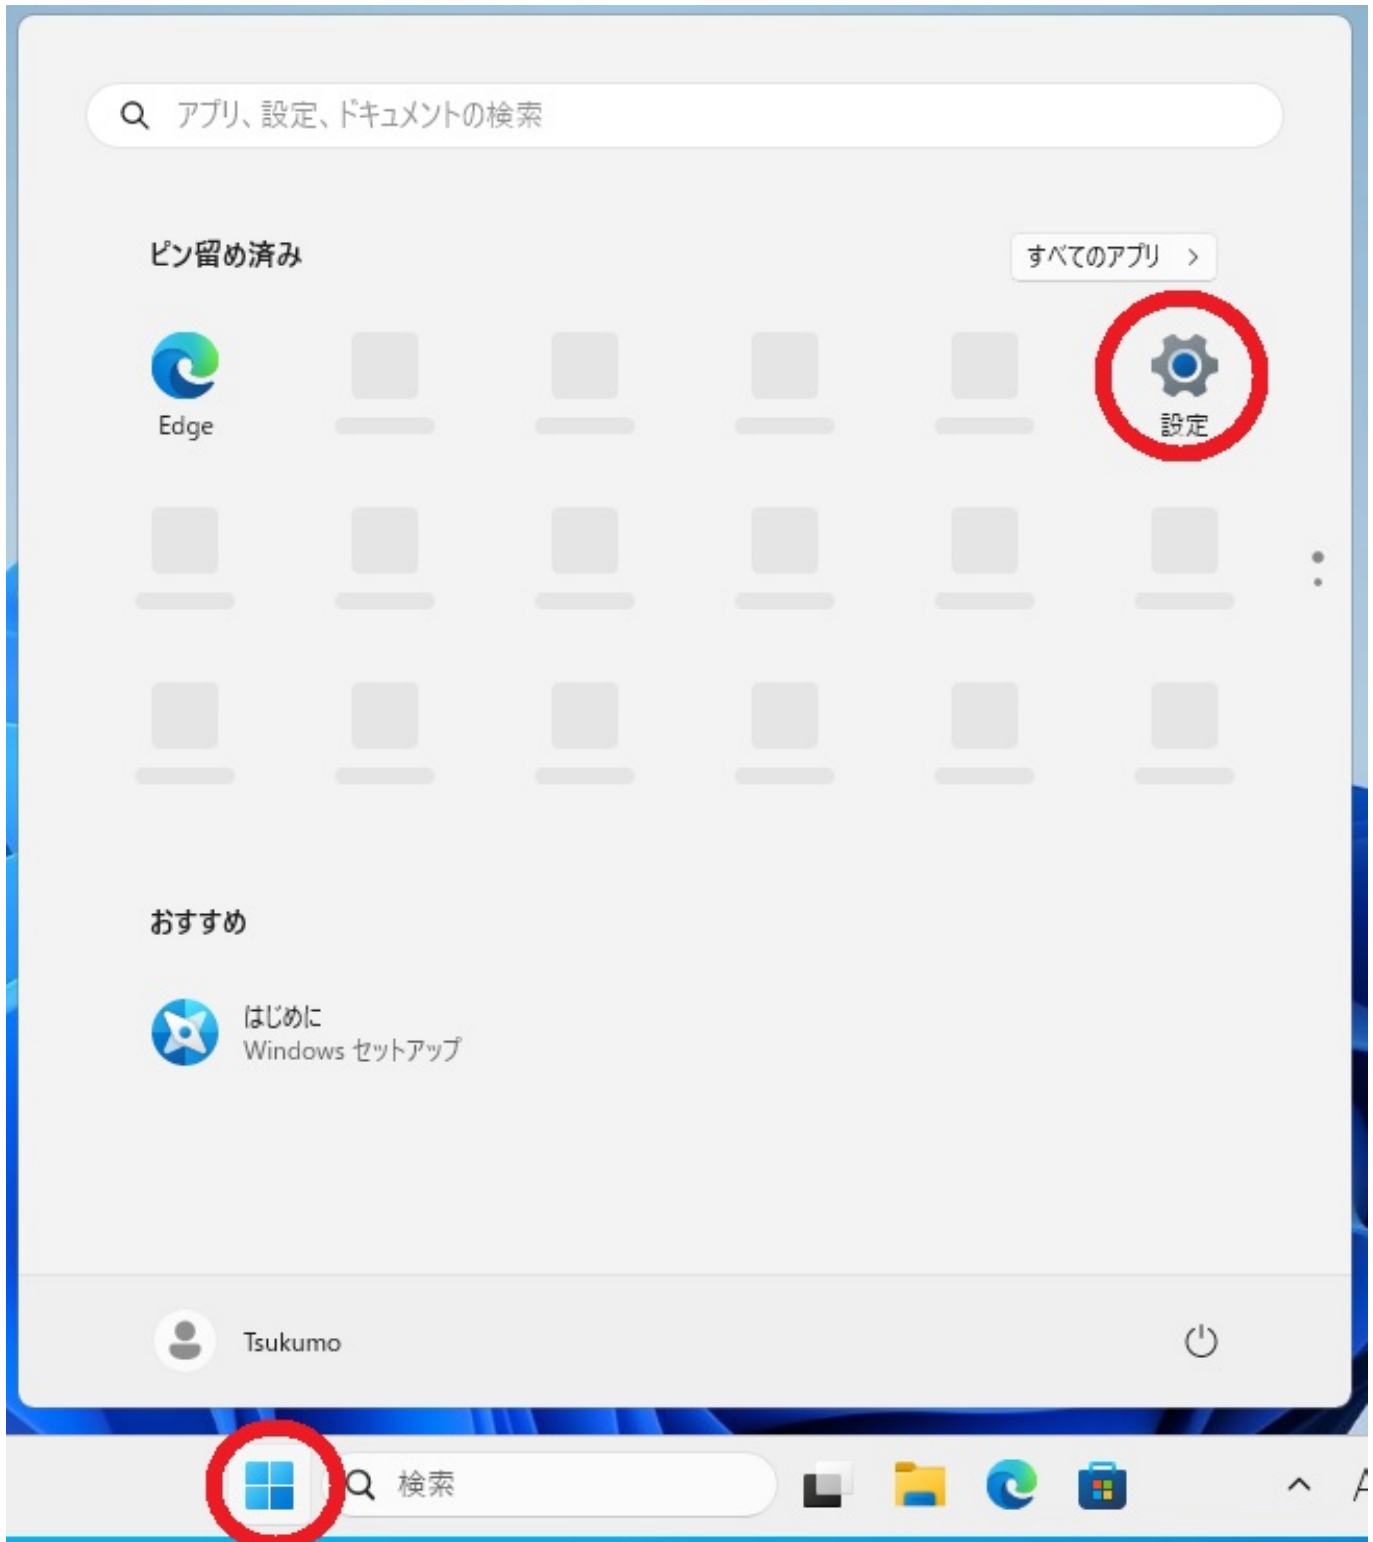 アプリ、設定、ドキュメントの検索
ピン留め済み
すべてのアプリ
Edge
設定
おすすめ
はじめに
Windows セットアップ
Tsukumo
検索
A